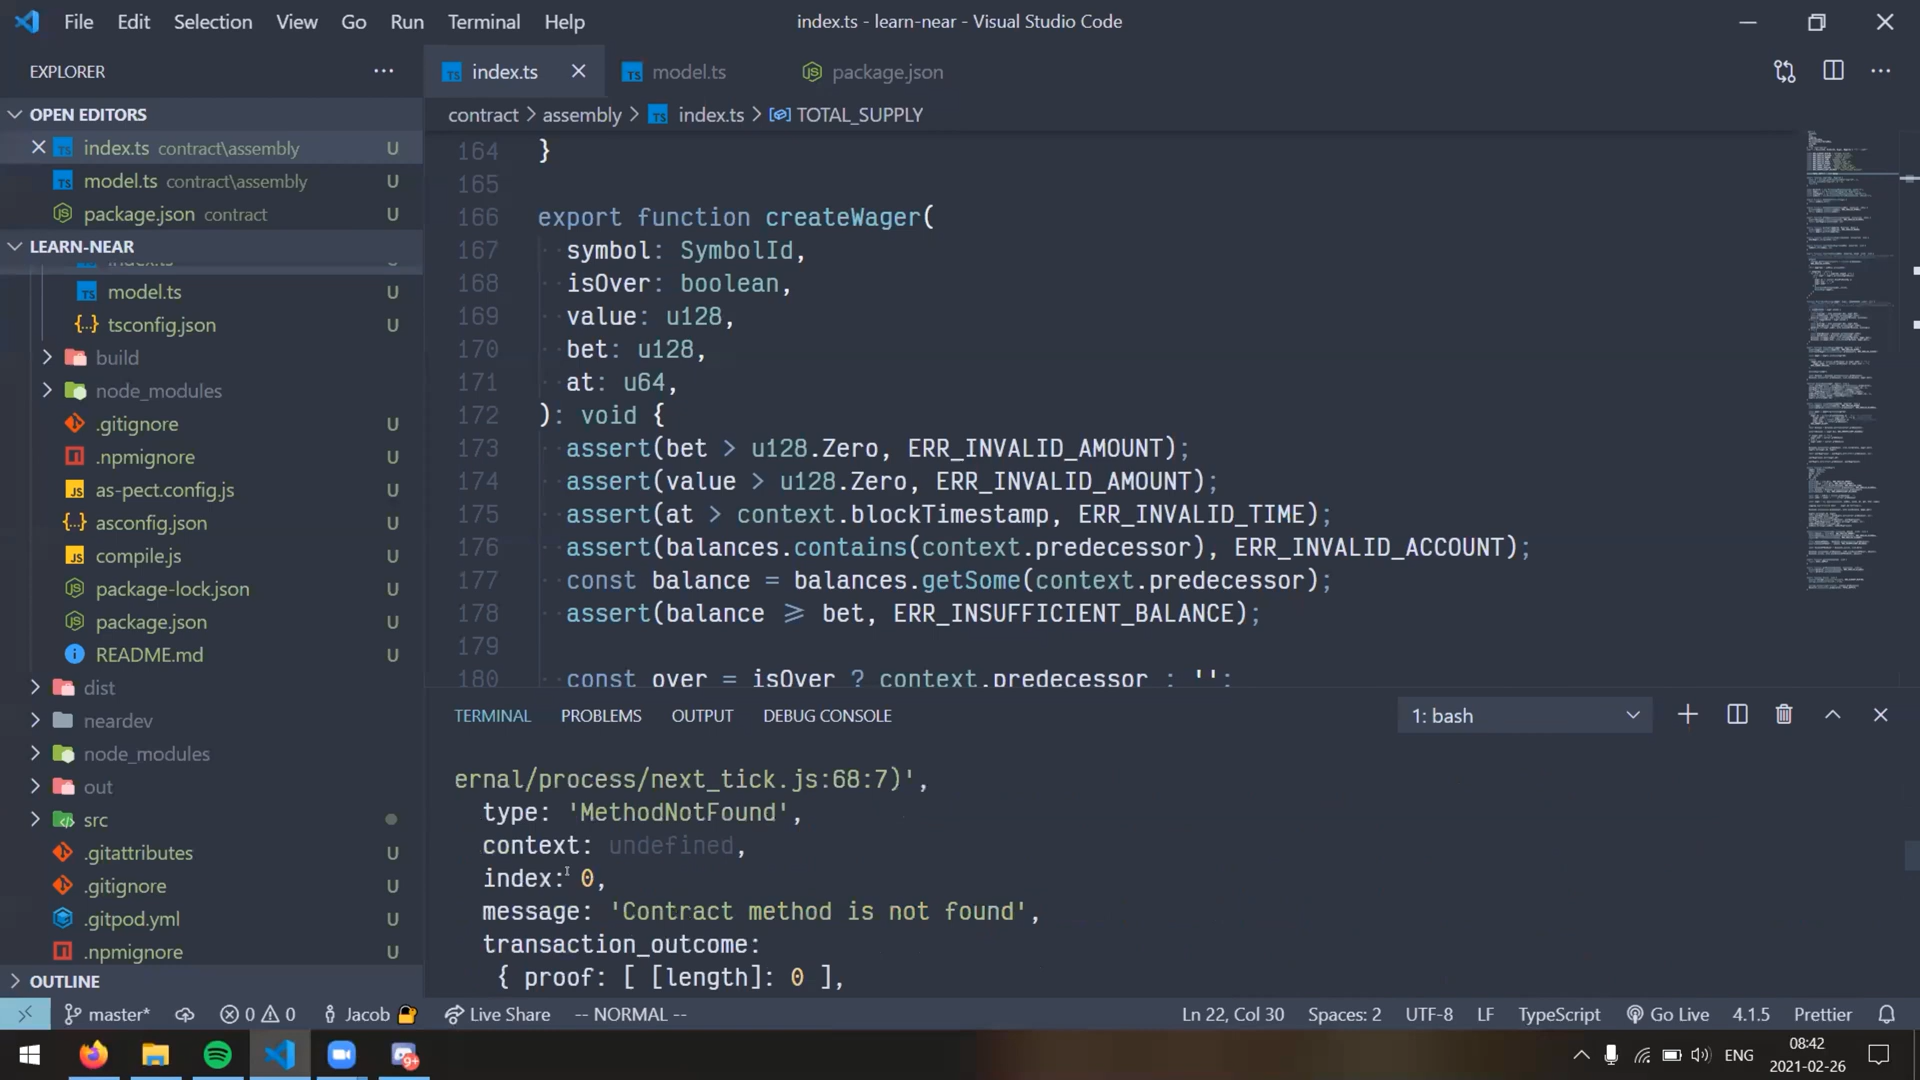 File Edit Selection View Go Run Terminal Help
index.ts - learn-near - Visual Studio Code
EXPLORER
index.ts
model.ts
package.json
OPEN EDITORS
index.ts contract\assembly U
model.ts contract\assembly U
package.json contract U
LEARN-NEAR
index.ts
model.ts U
tsconfig.json U
build
node_modules
.gitignore U
.npmignore U
as-pect.config.js U
asconfig.json U
compile.js U
package-lock.json U
package.json U
README.md U
dist
neardev
node_modules
out
src
.gitattributes U
.gitignore U
.gitpod.yml U
.npmignore U
OUTLINE
contract > assembly > index.ts > TOTAL_SUPPLY
164 }
165
166 export function createWager(
167 symbol: SymbolId,
168 isOver: boolean,
169 value: u128,
170 bet: u128,
171 at: u64,
172 ): void {
173 assert(bet > u128.Zero, ERR_INVALID_AMOUNT);
174 assert(value > u128.Zero, ERR_INVALID_AMOUNT);
175 assert(at > context.blockTimestamp, ERR_INVALID_TIME);
176 assert(balances.contains(context.predecessor), ERR_INVALID_ACCOUNT);
177 const balance = balances.getSome(context.predecessor);
178 assert(balance ⩾ bet, ERR_INSUFFICIENT_BALANCE);
179
180 const over = isOver ? context.predecessor : '';
TERMINAL PROBLEMS OUTPUT DEBUG CONSOLE
1: bash
ernal/process/next_tick.js:68:7)',
type: 'MethodNotFound',
context: undefined,
index: 0,
message: 'Contract method is not found',
transaction_outcome:
{ proof: [ [length]: 0 ],
master* 0 0 Jacob Live Share -- NORMAL --
Ln 22, Col 30 Spaces: 2 UTF-8 LF TypeScript Go Live 4.1.5 Prettier
9+
ENG
08:42
2021-02-26